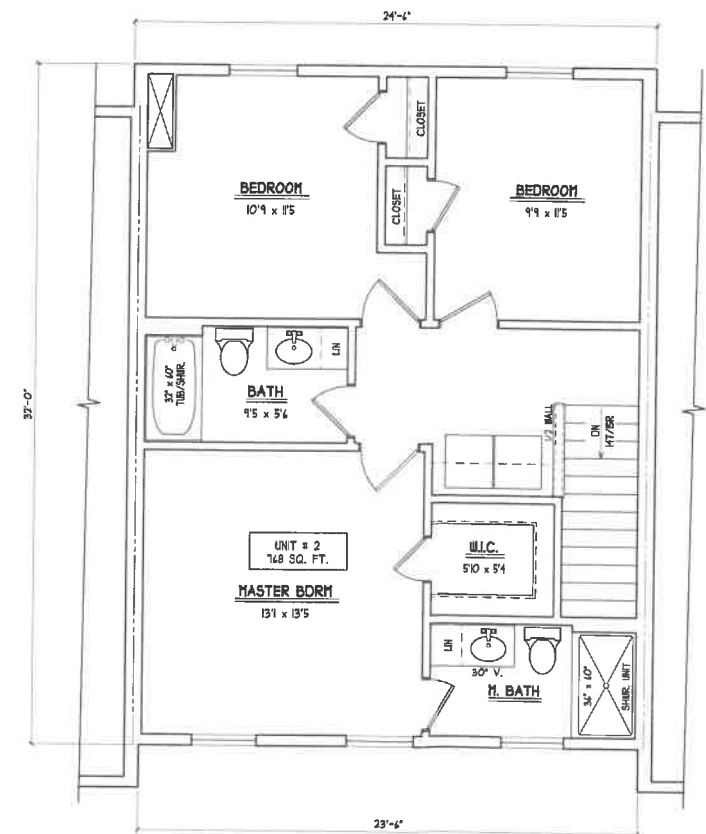 24'-6"
32'-0"
CLOSET
CLOSET
BEDROOM
10'9 x 11'5
BEDROOM
9'9 x 11'5
32" x 60"
TUB/SHWR.
LIN
BATH
9'5 x 5'6
1/2 WALL
DN
14T/15R
UNIT # 2
768 SQ. FT.
MASTER BDRM
13'1 x 13'5
W.I.C.
5'10 x 5'4
LIN
30" V.
M. BATH
36" x 60"
SHWR. UNIT
23'-6"